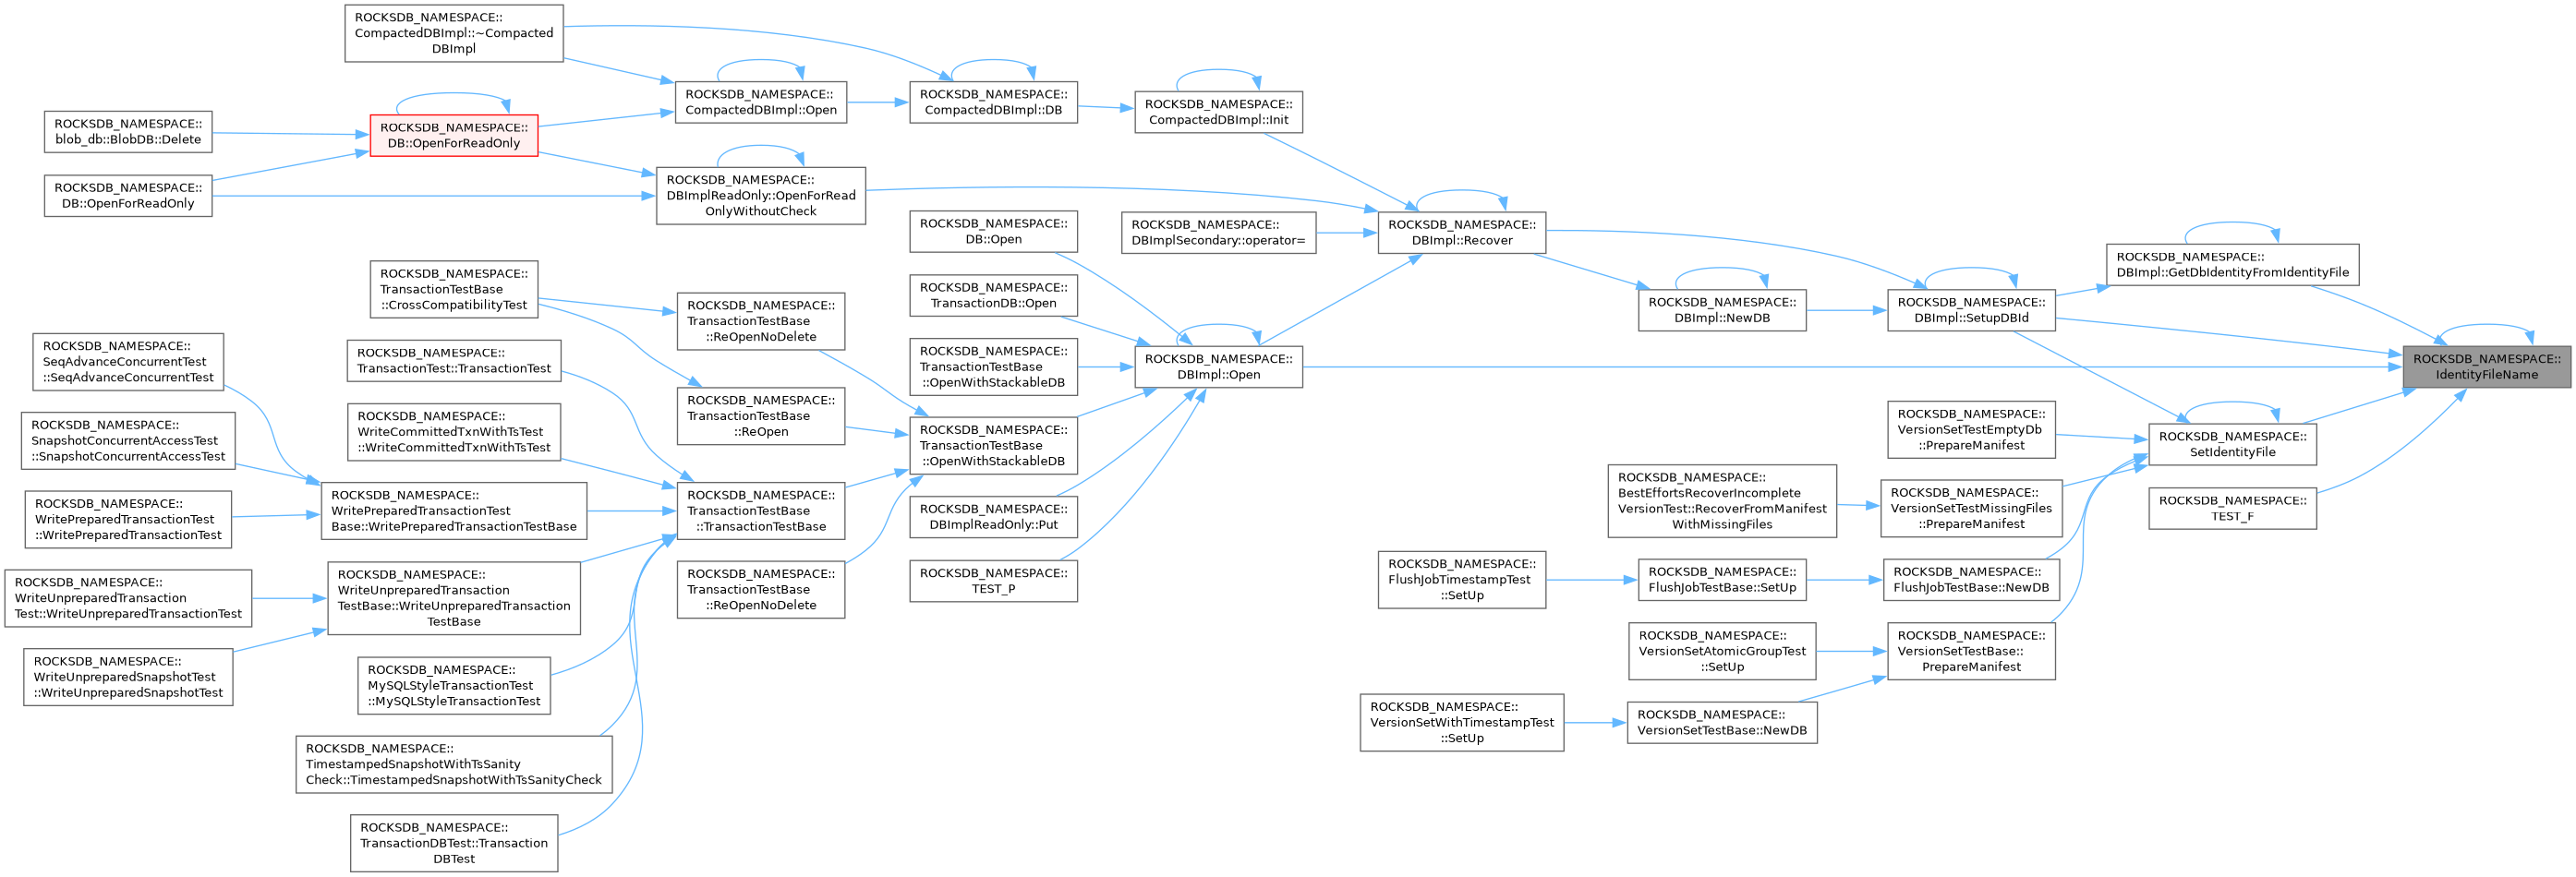 ROCKSDB_NAMESPACE::
CompactedDBImpl::~Compacted
DBImpl
ROCKSDB_NAMESPACE::
CompactedDBImpl::Open
ROCKSDB_NAMESPACE::
CompactedDBImpl::DB
ROCKSDB_NAMESPACE::
CompactedDBImpl::Init
ROCKSDB_NAMESPACE::
blob_db::BlobDB::Delete
ROCKSDB_NAMESPACE::
DB::OpenForReadOnly
ROCKSDB_NAMESPACE::
DB::OpenForReadOnly
ROCKSDB_NAMESPACE::
DBImplReadOnly::OpenForRead
OnlyWithoutCheck
ROCKSDB_NAMESPACE::
DB::Open
ROCKSDB_NAMESPACE::
DBImplSecondary::operator=
ROCKSDB_NAMESPACE::
DBImpl::Recover
ROCKSDB_NAMESPACE::
DBImpl::GetDbIdentityFromIdentityFile
ROCKSDB_NAMESPACE::
TransactionTestBase
::CrossCompatibilityTest
ROCKSDB_NAMESPACE::
TransactionTestBase
::ReOpenNoDelete
ROCKSDB_NAMESPACE::
TransactionDB::Open
ROCKSDB_NAMESPACE::
DBImpl::NewDB
ROCKSDB_NAMESPACE::
DBImpl::SetupDBId
ROCKSDB_NAMESPACE::
SeqAdvanceConcurrentTest
::SeqAdvanceConcurrentTest
ROCKSDB_NAMESPACE::
TransactionTest::TransactionTest
ROCKSDB_NAMESPACE::
TransactionTestBase
::OpenWithStackableDB
ROCKSDB_NAMESPACE::
DBImpl::Open
ROCKSDB_NAMESPACE::
IdentityFileName
ROCKSDB_NAMESPACE::
TransactionTestBase
::ReOpen
ROCKSDB_NAMESPACE::
SnapshotConcurrentAccessTest
::SnapshotConcurrentAccessTest
ROCKSDB_NAMESPACE::
WriteCommittedTxnWithTsTest
::WriteCommittedTxnWithTsTest
ROCKSDB_NAMESPACE::
TransactionTestBase
::OpenWithStackableDB
ROCKSDB_NAMESPACE::
VersionSetTestEmptyDb
::PrepareManifest
ROCKSDB_NAMESPACE::
SetIdentityFile
ROCKSDB_NAMESPACE::
WritePreparedTransactionTest
::WritePreparedTransactionTest
ROCKSDB_NAMESPACE::
WritePreparedTransactionTest
Base::WritePreparedTransactionTestBase
ROCKSDB_NAMESPACE::
TransactionTestBase
::TransactionTestBase
ROCKSDB_NAMESPACE::
DBImplReadOnly::Put
ROCKSDB_NAMESPACE::
BestEffortsRecoverIncomplete
VersionTest::RecoverFromManifest
WithMissingFiles
ROCKSDB_NAMESPACE::
VersionSetTestMissingFiles
::PrepareManifest
ROCKSDB_NAMESPACE::
TEST_F
ROCKSDB_NAMESPACE::
WriteUnpreparedTransaction
Test::WriteUnpreparedTransactionTest
ROCKSDB_NAMESPACE::
WriteUnpreparedTransaction
TestBase::WriteUnpreparedTransaction
TestBase
ROCKSDB_NAMESPACE::
TransactionTestBase
::ReOpenNoDelete
ROCKSDB_NAMESPACE::
TEST_P
ROCKSDB_NAMESPACE::
FlushJobTimestampTest
::SetUp
ROCKSDB_NAMESPACE::
FlushJobTestBase::SetUp
ROCKSDB_NAMESPACE::
FlushJobTestBase::NewDB
ROCKSDB_NAMESPACE::
WriteUnpreparedSnapshotTest
::WriteUnpreparedSnapshotTest
ROCKSDB_NAMESPACE::
MySQLStyleTransactionTest
::MySQLStyleTransactionTest
ROCKSDB_NAMESPACE::
VersionSetAtomicGroupTest
::SetUp
ROCKSDB_NAMESPACE::
VersionSetTestBase::
PrepareManifest
ROCKSDB_NAMESPACE::
VersionSetWithTimestampTest
::SetUp
ROCKSDB_NAMESPACE::
VersionSetTestBase::NewDB
ROCKSDB_NAMESPACE::
TimestampedSnapshotWithTsSanity
Check::TimestampedSnapshotWithTsSanityCheck
ROCKSDB_NAMESPACE::
TransactionDBTest::Transaction
DBTest